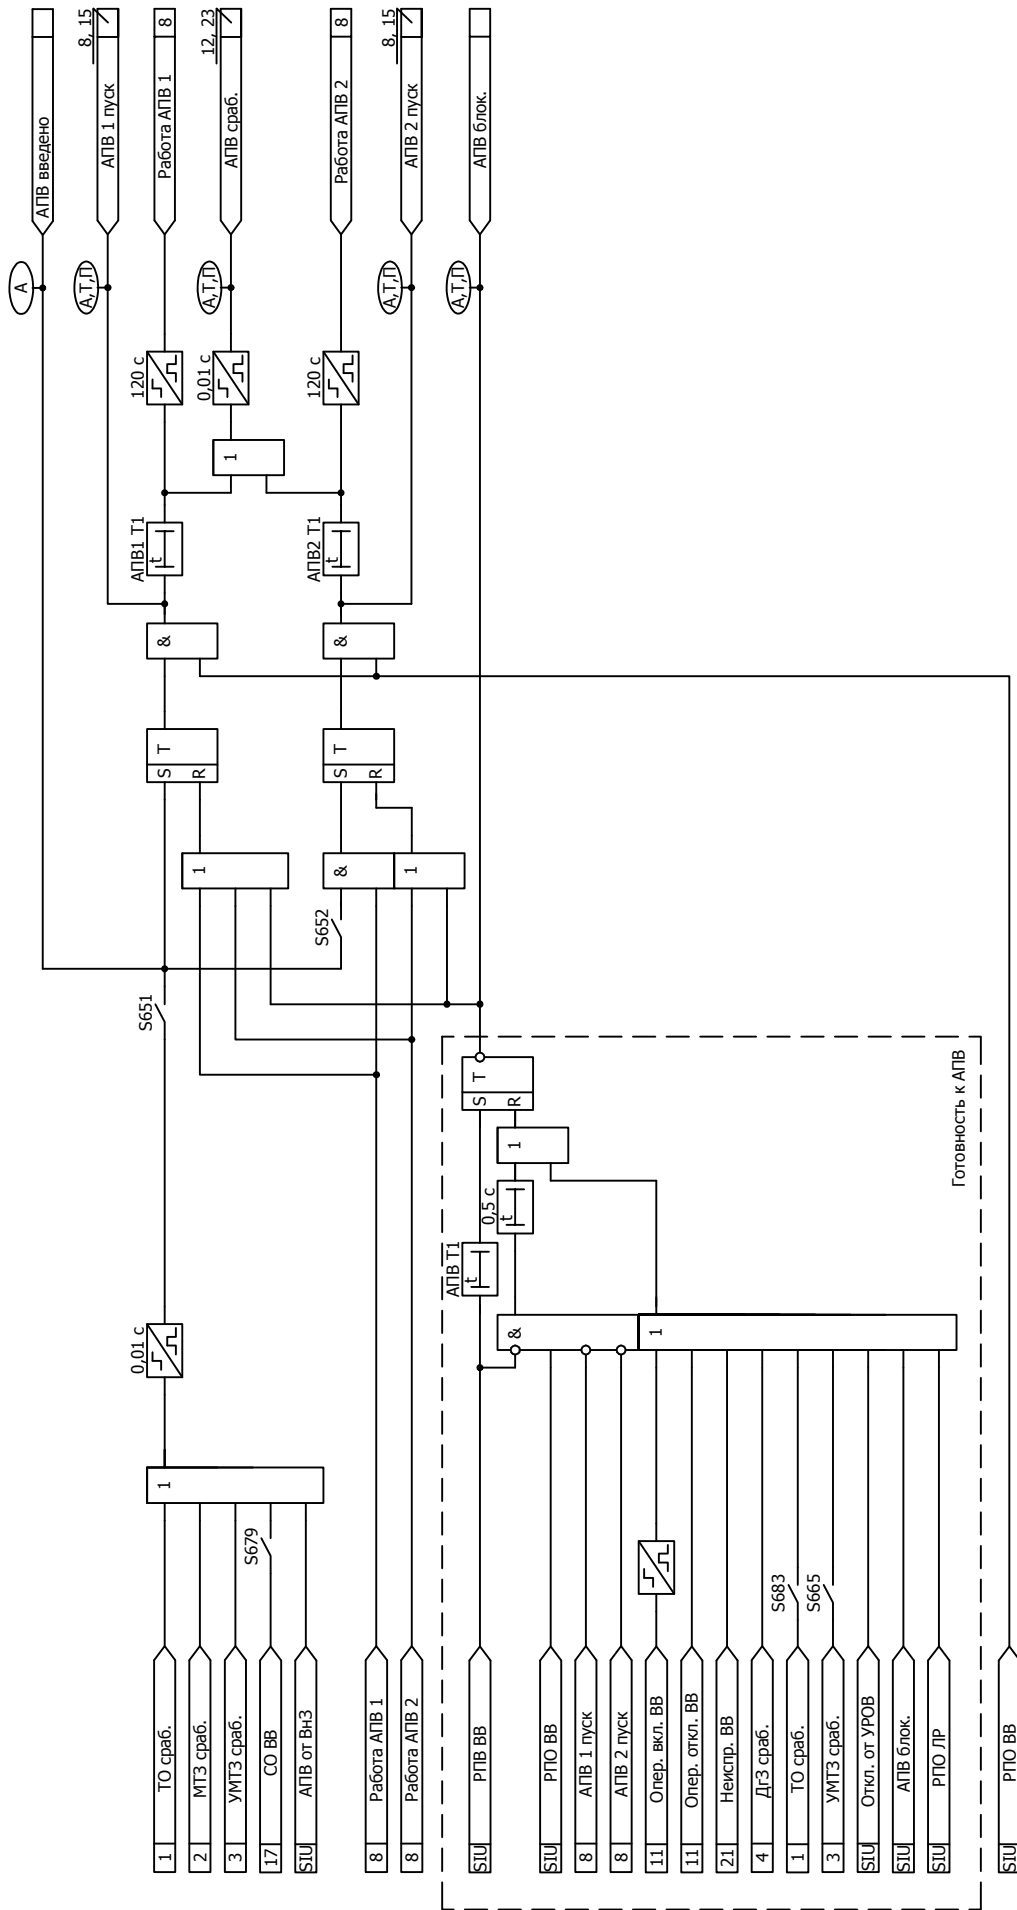 АПВ введено
А
8, 15
АПВ 1 пуск
А,Т,П
8
Работа АПВ 1
120 с
12, 23
АПВ сраб.
А,Т,П
0,01 с
1
8
Работа АПВ 2
120 с
8, 15
АПВ 2 пуск
А,Т,П
АПВ блок.
А,Т,П
АПВ1 Т1
t
АПВ2 Т1
t
&
&
T
S
R
T
S
R
1
&
1
S652
S651
0,01 с
1
S679
1 ТО сраб.
2 МТЗ сраб.
3 УМТЗ сраб.
17 СО ВВ
SIU АПВ от ВнЗ
8 Работа АПВ 1
8 Работа АПВ 2
Готовность к АПВ
T
S
R
1
0,5 с
t
АПВ Т1
t
&
1
S683
S665
SIU РПВ ВВ
SIU РПО ВВ
8 АПВ 1 пуск
8 АПВ 2 пуск
11 Опер. вкл. ВВ
11 Опер. откл. ВВ
21 Неиспр. ВВ
4 ДгЗ сраб.
1 ТО сраб.
3 УМТЗ сраб.
SIU Откл. от УРОВ
SIU АПВ блок.
SIU РПО ЛР
SIU РПО ВВ